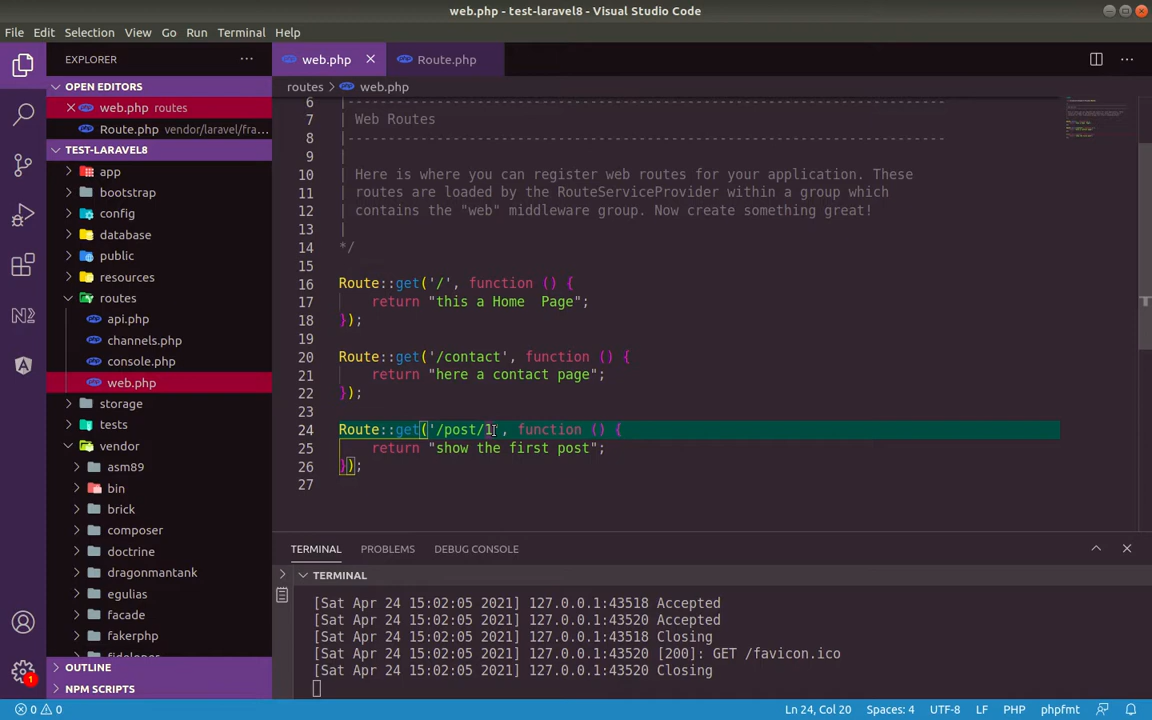 web.php - test-laravel8 - Visual Studio Code
File Edit Selection View Go Run Terminal Help
EXPLORER
OPEN EDITORS
web.php routes
Route.php vendor/laravel/fra...
TEST-LARAVEL8
app
bootstrap
config
database
public
resources
routes
api.php
channels.php
console.php
web.php
storage
tests
vendor
asm89
bin
brick
composer
doctrine
dragonmantank
egulias
facade
fakerphp
OUTLINE
NPM SCRIPTS
1
web.php Route.php
routes > web.php
6 |--------------------------------------------------------------------------
7 | Web Routes
8 |--------------------------------------------------------------------------
9 |
10 | Here is where you can register web routes for your application. These
11 | routes are loaded by the RouteServiceProvider within a group which
12 | contains the "web" middleware group. Now create something great!
13 |
14 */
15
16 Route::get('/', function () {
17 return "this a Home  Page";
18 });
19
20 Route::get('/contact', function () {
21 return "here a contact page";
22 });
23
24 Route::get('/post/1', function () {
25 return "show the first post";
26 });
27
TERMINAL PROBLEMS DEBUG CONSOLE
TERMINAL
[Sat Apr 24 15:02:05 2021] 127.0.0.1:43518 Accepted
[Sat Apr 24 15:02:05 2021] 127.0.0.1:43520 Accepted
[Sat Apr 24 15:02:05 2021] 127.0.0.1:43518 Closing
[Sat Apr 24 15:02:05 2021] 127.0.0.1:43520 [200]: GET /favicon.ico
[Sat Apr 24 15:02:05 2021] 127.0.0.1:43520 Closing
0 0 Ln 24, Col 20 Spaces: 4 UTF-8 LF PHP phpfmt